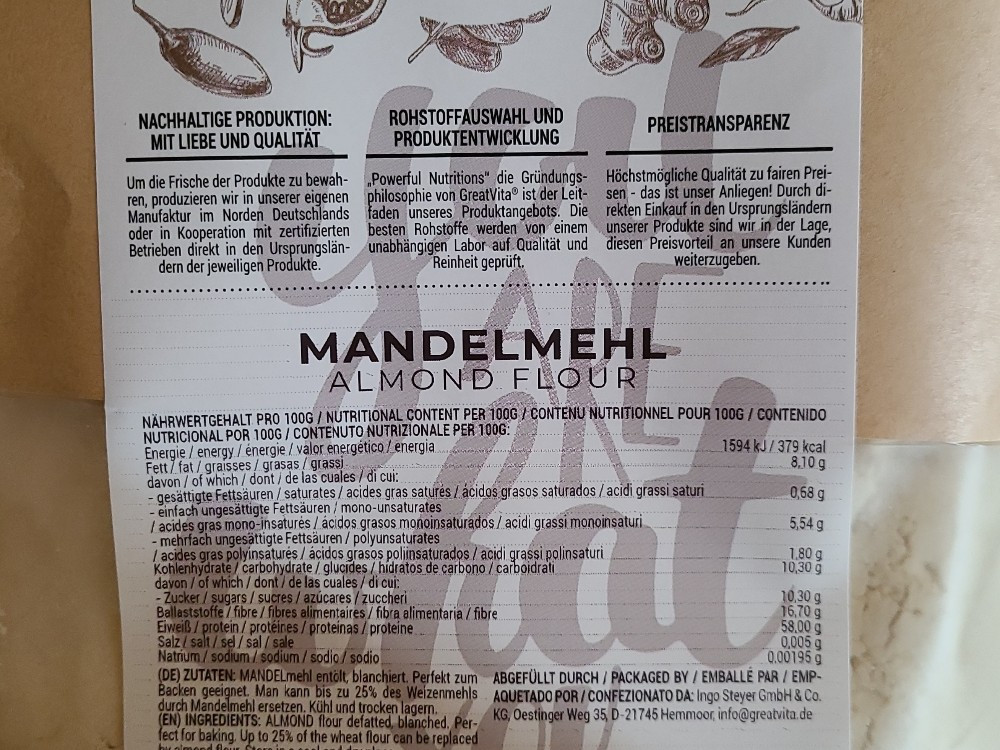 NACHHALTIGE PRODUKTION:
MIT LIEBE UND QUALITÄT
Um die Frische der Produkte zu bewah-
ren, produzieren wir in unserer eigenen
Manufaktur im Norden Deutschlands
oder in Kooperation mit zertifizierten
Betrieben direkt in den Ursprungslän-
dern der jeweiligen Produkte.
ROHSTOFFAUSWAHL UND
PRODUKTENTWICKLUNG
„Powerful Nutritions" die Gründungs-
philosophie von GreatVita® ist der Leit-
faden unseres Produktangebots. Die
besten Rohstoffe werden von einem
unabhängigen Labor auf Qualität und
Reinheit geprüft.
PREISTRANSPARENZ
Höchstmögliche Qualität zu fairen Prei-
sen - das ist unser Anliegen! Durch di-
rekten Einkauf in den Ursprungsländern
unserer Produkte sind wir in der Lage,
diesen Preisvorteil an unsere Kunden
weiterzugeben.
MANDELMEHL
ALMOND FLOUR
NÄHRWERTGEHALT PRO 100G / NUTRITIONAL CONTENT PER 100G / CONTENU NUTRITIONNEL POUR 100G / CONTENIDO
NUTRICIONAL POR 100G / CONTENUTO NUTRIZIONALE PER 100G:
Energie / energy / énergie / valor energético / energia 1594 kJ / 379 kcal
Fett / fat / graisses / grasas / grassi 8,10 g
davon / of which / dont / de las cuales / di cui:
- gesättigte Fettsäuren / saturates / acides gras saturés / ácidos grasos saturados / acidi grassi saturi 0,68 g
- einfach ungesättigte Fettsäuren / mono-unsaturates
/ acides gras mono-insaturés / ácidos grasos monoinsaturados / acidi grassi monoinsaturi 5,54 g
- mehrfach ungesättigte Fettsäuren / polyunsaturates
/ acides gras polyinsaturés / ácidos grasos poliinsaturados / acidi grassi polinsaturi 1,80 g
Kohlenhydrate / carbohydrate / glucides / hidratos de carbono / carboidrati 10,30 g
davon / of which / dont / de las cuales / di cui:
- Zucker / sugars / sucres / azúcares / zuccheri 10,30 g
Ballaststoffe / fibre / fibres alimentaires / fibra alimentaria / fibre 16,70 g
Eiweiß / protein / protéines / proteinas / proteine 58,00 g
Salz / salt / sel / sal / sale 0,005 g
Natrium / sodium / sodium / sodio / sodio 0.00195 g
(DE) ZUTATEN: MANDELmehl entölt, blanchiert. Perfekt zum
Backen geeignet. Man kann bis zu 25% des Weizenmehls
durch Mandelmehl ersetzen. Kühl und trocken lagern.
(EN) INGREDIENTS: ALMOND flour defatted, blanched. Per-
fect for baking. Up to 25% of the wheat flour can be replaced
ABGEFÜLLT DURCH / PACKAGED BY / EMBALLÉ PAR / EMP-
AQUETADO POR / CONFEZIONATO DA: Ingo Steyer GmbH & Co.
KG, Oestinger Weg 35, D-21745 Hemmoor, info@greatvita.de